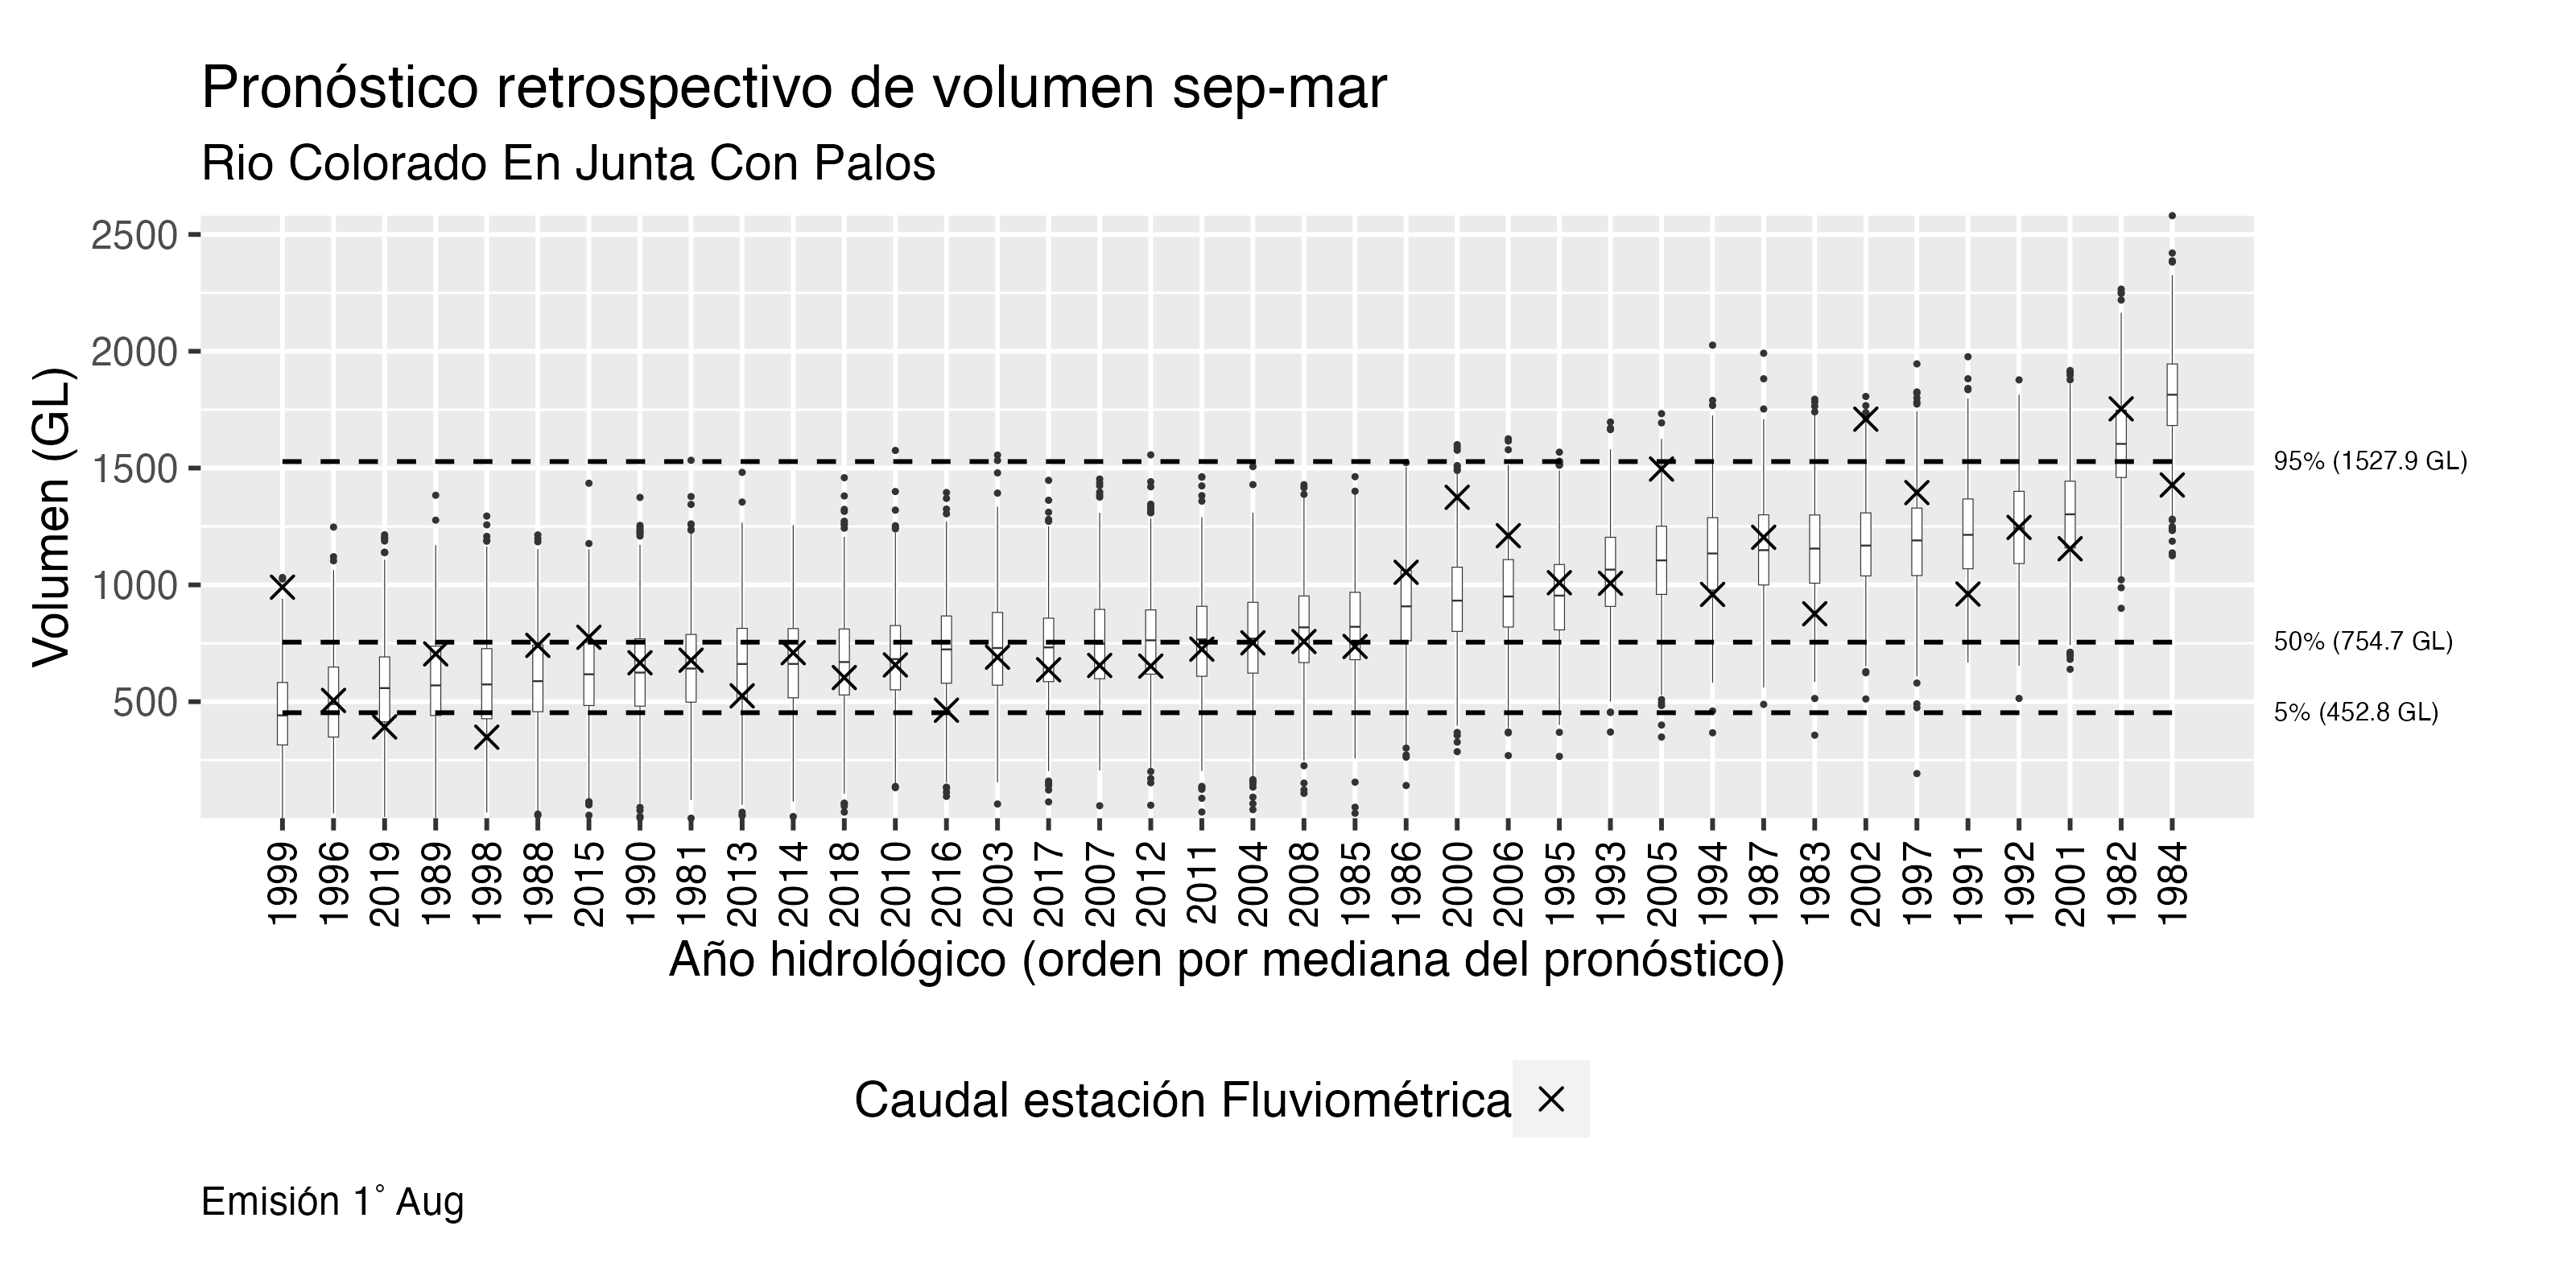 Pronóstico retrospectivo de volumen sep-mar
Rio Colorado En Junta Con Palos
Volumen (GL)
2500
2000
1500
1000
500
95% (1527.9 GL)
50% (754.7 GL)
5% (452.8 GL)
1999 1996 2019 1989 1998 1988 2015 1990 1981 2013 2014 2018 2010 2016 2003 2017 2007 2012 2011 2004 2008 1985 1986 2000 2006 1995 1993 2005 1994 1987 1983 2002 1997 1991 1992 2001 1982 1984
Año hidrológico (orden por mediana del pronóstico)
Caudal estación Fluviométrica
Emisión 1° Aug